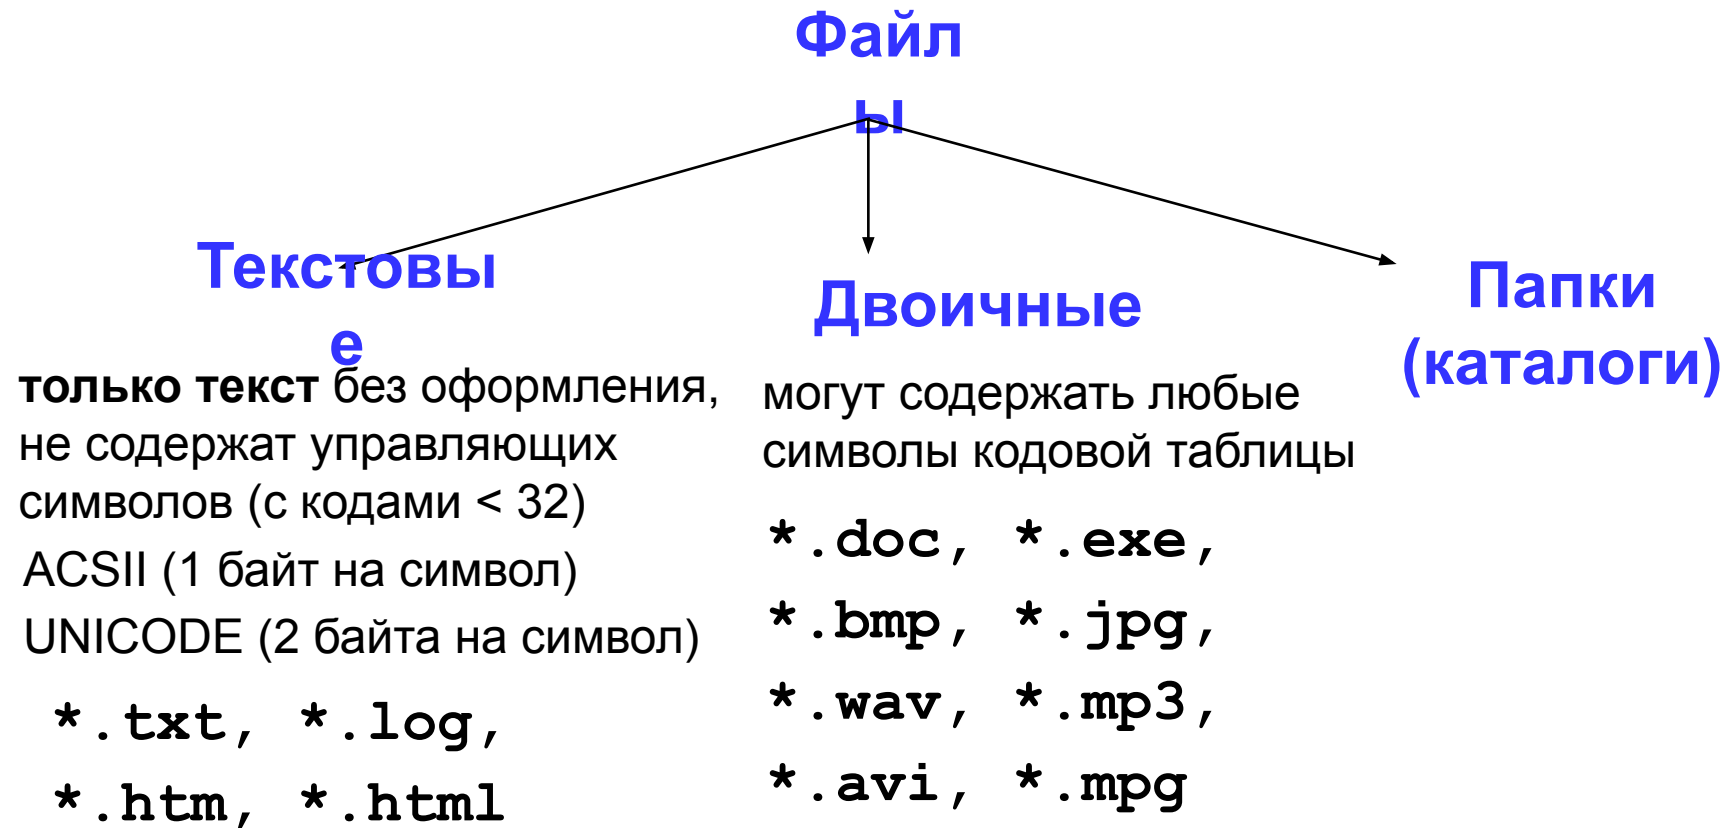 Файл
ы
Текстовы
е
только текст без оформления,
не содержат управляющих
символов (с кодами < 32)
ACSII (1 байт на символ)
UNICODE (2 байта на символ)
*.txt, *.log,
*.htm, *.html
Двоичные
могут содержать любые
символы кодовой таблицы
*.doc, *.exe,
*.bmp, *.jpg,
*.wav, *.mp3,
*.avi, *.mpg
Папки
(каталоги)